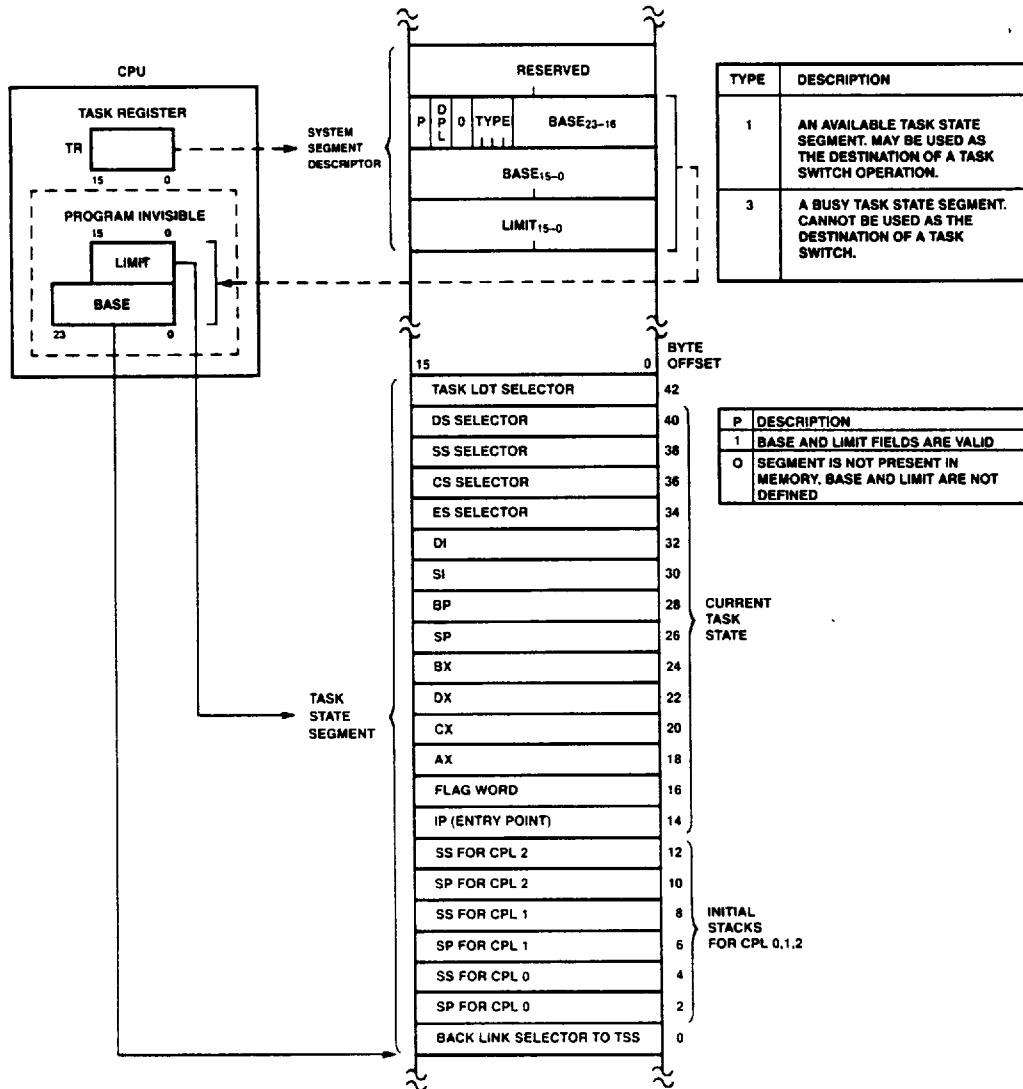 CPU
TASK REGISTER
TR
15 0
PROGRAM INVISIBLE
15 0
LIMIT
BASE
23 0
SYSTEM
SEGMENT
DESCRIPTOR
RESERVED
P DPL 0 TYPE BASE23–16
BASE15–0
LIMIT15–0
TYPE DESCRIPTION
1 AN AVAILABLE TASK STATE
SEGMENT. MAY BE USED AS
THE DESTINATION OF A TASK
SWITCH OPERATION.
3 A BUSY TASK STATE SEGMENT.
CANNOT BE USED AS THE
DESTINATION OF A TASK
SWITCH.
P DESCRIPTION
1 BASE AND LIMIT FIELDS ARE VALID
O SEGMENT IS NOT PRESENT IN
MEMORY, BASE AND LIMIT ARE NOT
DEFINED
15 0
BYTE
OFFSET
TASK LDT SELECTOR 42
DS SELECTOR 40
SS SELECTOR 38
CS SELECTOR 36
ES SELECTOR 34
DI 32
SI 30
BP 28
SP 26
BX 24
DX 22
CX 20
AX 18
FLAG WORD 16
IP (ENTRY POINT) 14
SS FOR CPL 2 12
SP FOR CPL 2 10
SS FOR CPL 1 8
SP FOR CPL 1 6
SS FOR CPL 0 4
SP FOR CPL 0 2
BACK LINK SELECTOR TO TSS 0
TASK
STATE
SEGMENT
CURRENT
TASK
STATE
INITIAL
STACKS
FOR CPL 0,1,2